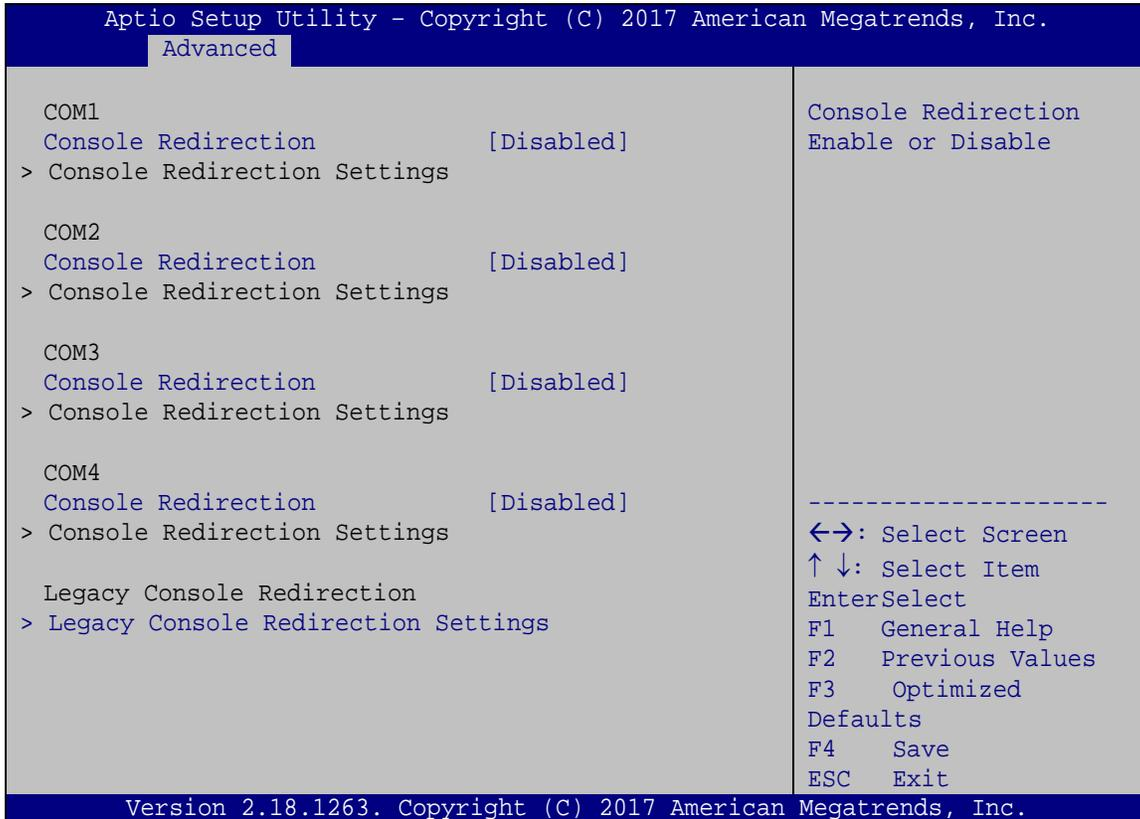 Aptio Setup Utility – Copyright (C) 2017 American Megatrends, Inc.
Advanced
COM1
Console Redirection [Disabled]
> Console Redirection Settings
COM2
Console Redirection [Disabled]
> Console Redirection Settings
COM3
Console Redirection [Disabled]
> Console Redirection Settings
COM4
Console Redirection [Disabled]
> Console Redirection Settings
Legacy Console Redirection
> Legacy Console Redirection Settings
Console Redirection
Enable or Disable
---------------------
←→: Select Screen
↑ ↓: Select Item
EnterSelect
F1 General Help
F2 Previous Values
F3 Optimized
Defaults
F4 Save
ESC Exit
Version 2.18.1263. Copyright (C) 2017 American Megatrends, Inc.